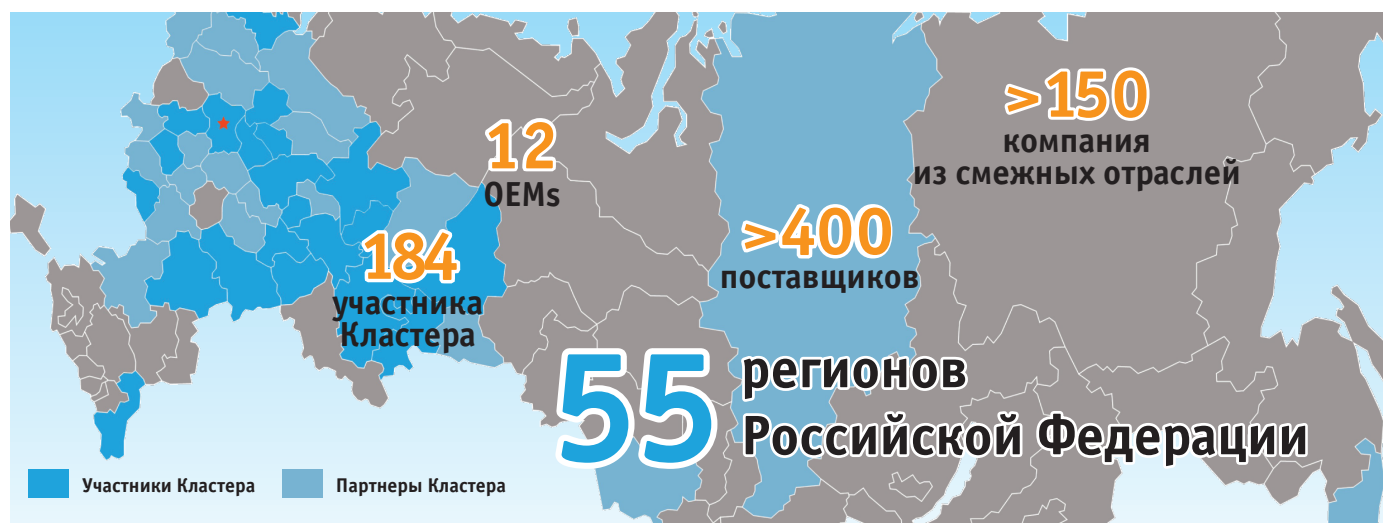 >150
компания
из смежных отраслей
12
OEMs
>400
поставщиков
184
участника
Кластера
55
регионов
Российской Федерации
Участники Кластера
Партнеры Кластера